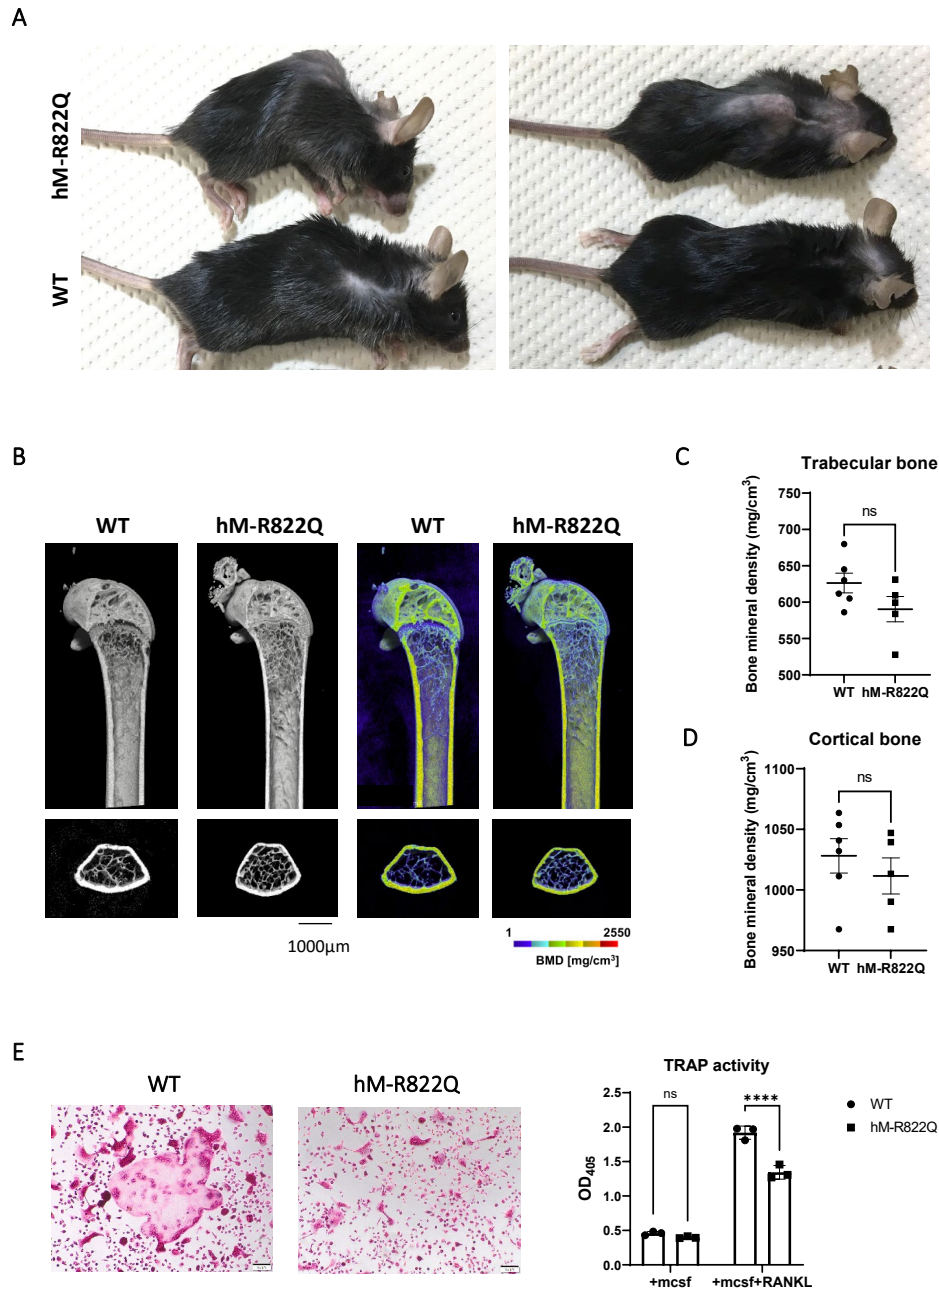 A
hM-R822Q
WT
B
WT
hM-R822Q
WT
hM-R822Q
1000µm
1
2550
BMD [mg/cm³]
C
Trabecular bone
Bone mineral density (mg/cm³)
750
700
650
600
550
500
ns
WT
hM-R822Q
D
Cortical bone
Bone mineral density (mg/cm³)
1100
1050
1000
950
ns
WT
hM-R822Q
E
WT
hM-R822Q
TRAP activity
OD405
2.5
2.0
1.5
1.0
0.5
0.0
ns
****
+mcsf
+mcsf+RANKL
WT
hM-R822Q